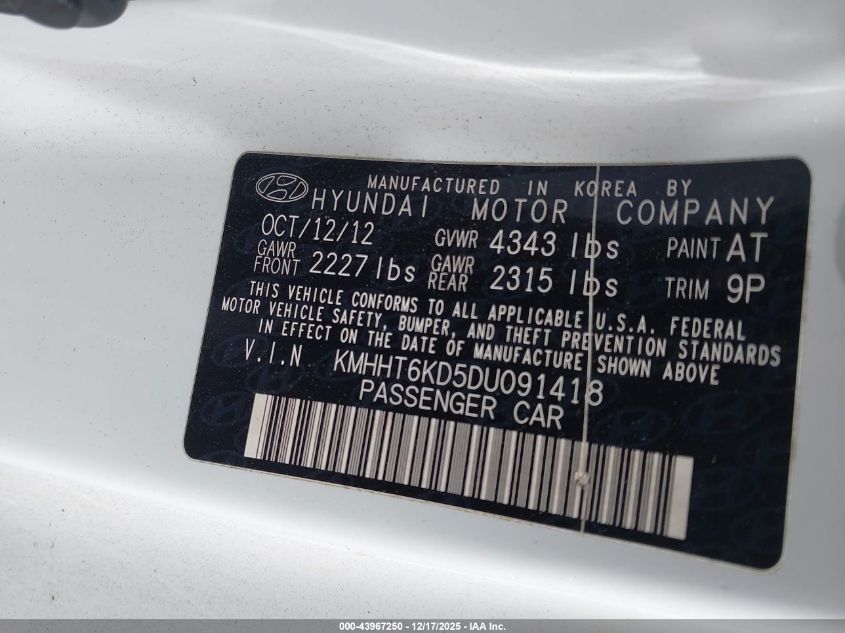 MANUFACTURED IN KOREA BY
HYUNDAI MOTOR COMPANY
OCT/12/12 GVWR 4343 lbs PAINT AT
GAWR FRONT 2227 lbs GAWR REAR 2315 lbs TRIM 9P
THIS VEHICLE CONFORMS TO ALL APPLICABLE U.S.A. FEDERAL
MOTOR VEHICLE SAFETY, BUMPER, AND THEFT PREVENTION STANDARDS
IN EFFECT ON THE DATE OF MANUFACTURE SHOWN ABOVE
V.I.N KMHHT6KD5DU091418
PASSENGER CAR
000-43967250 | 12/17/2025 - IAA Inc.